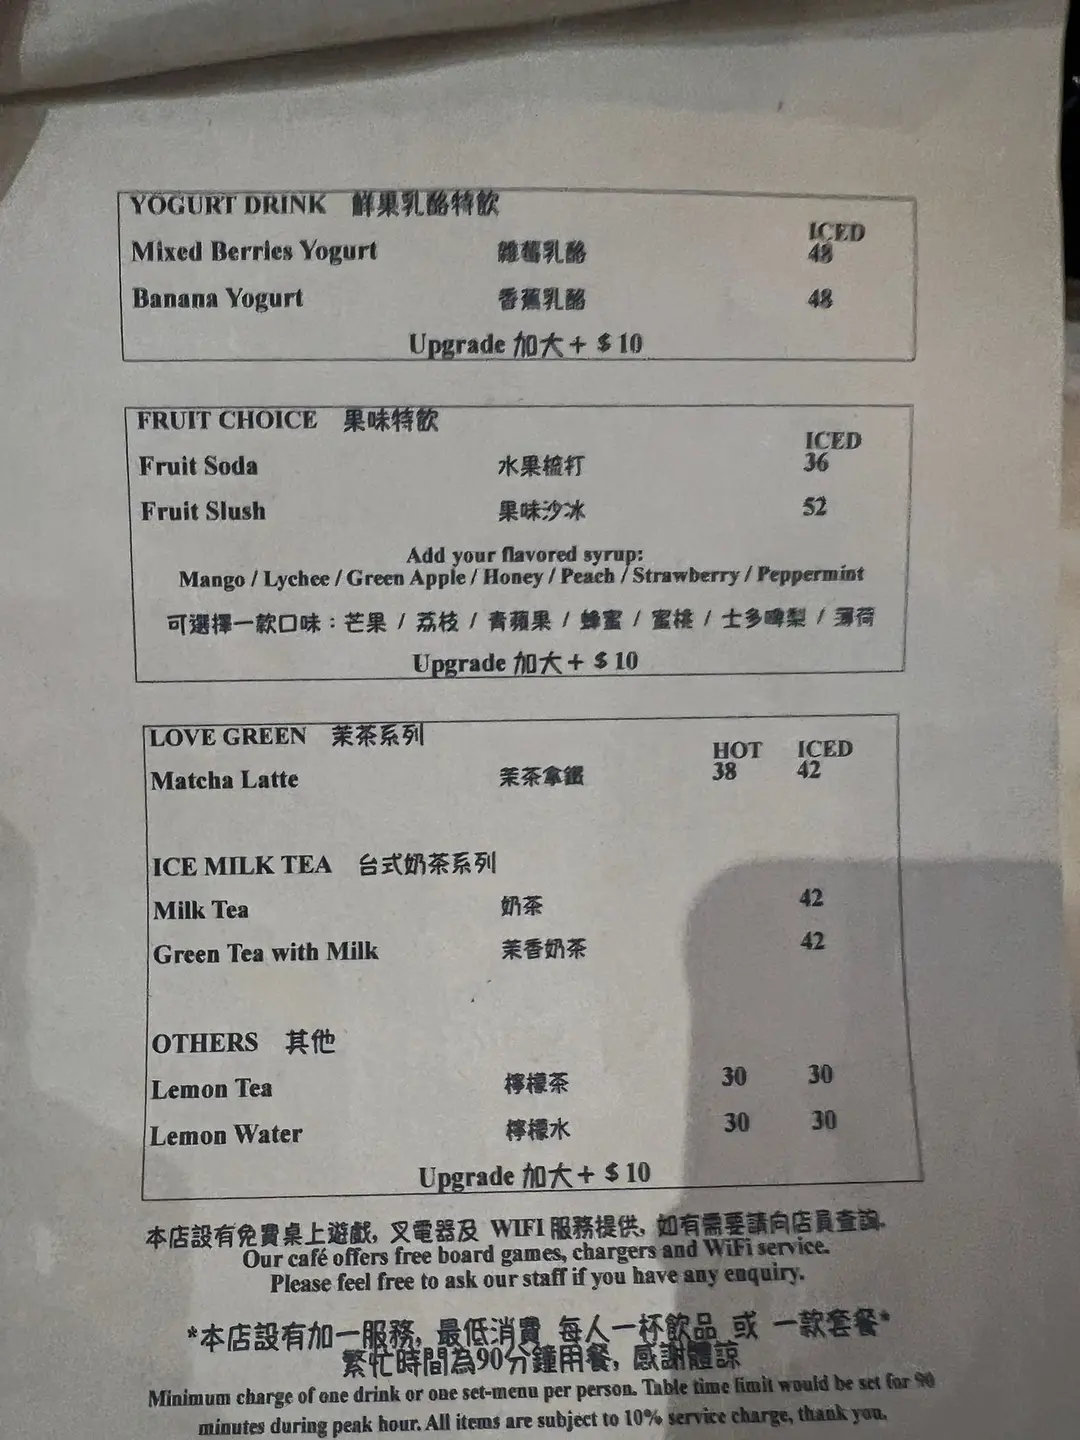 YOGURT DRINK 鮮果乳酪特飲
ICED
Mixed Berries Yogurt 雜莓乳酪 48
Banana Yogurt 香蕉乳酪 48
Upgrade 加大 + $ 10
FRUIT CHOICE 果味特飲
ICED
Fruit Soda 水果梳打 36
Fruit Slush 果味沙冰 52
Add your flavored syrup:
Mango / Lychee / Green Apple / Honey / Peach / Strawberry / Peppermint
可選擇一款口味：芒果 / 荔枝 / 青蘋果 / 蜂蜜 / 蜜桃 / 士多啤梨 / 薄荷
Upgrade 加大 + $ 10
LOVE GREEN 茉茶系列
HOT ICED
Matcha Latte 茉茶拿鐵 38 42
ICE MILK TEA 台式奶茶系列
Milk Tea 奶茶 42
Green Tea with Milk 茉香奶茶 42
OTHERS 其他
Lemon Tea 檸檬茶 30 30
Lemon Water 檸檬水 30 30
Upgrade 加大 + $ 10
本店設有免費桌上遊戲, 叉電器及 WIFI 服務提供, 如有需要請向店員查詢.
Our café offers free board games, chargers and WiFi service.
Please feel free to ask our staff if you have any enquiry.
*本店設有加一服務, 最低消費 每人一杯飲品 或 一款套餐*
繁忙時間為90分鐘用餐, 感謝體諒
Minimum charge of one drink or one set-menu per person. Table time limit would be set for 90
minutes during peak hour. All items are subject to 10% service charge, thank you.